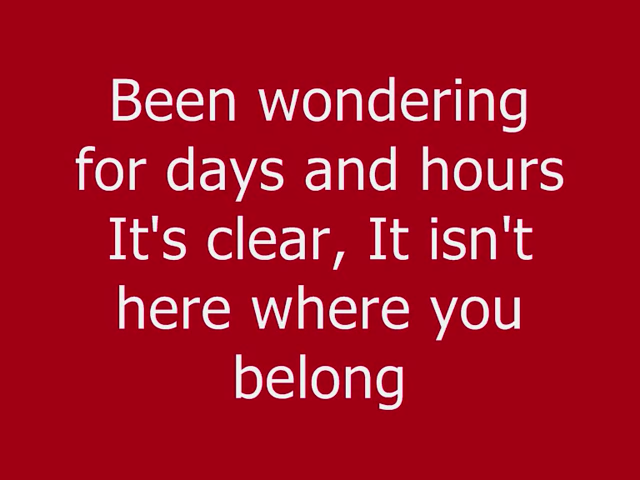 Been wondering
for days and hours
It's clear, It isn't
here where you
belong